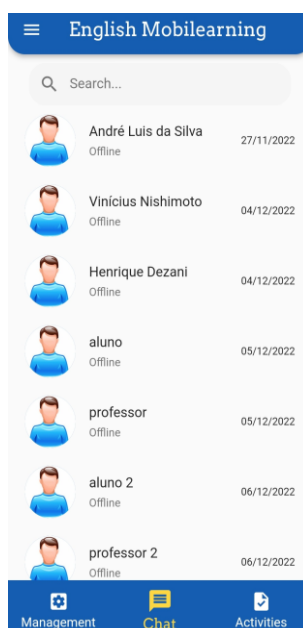 English Mobilearning
Search...
André Luis da Silva
Offline
27/11/2022
Vinícius Nishimoto
Offline
04/12/2022
Henrique Dezani
Offline
04/12/2022
aluno
Offline
05/12/2022
professor
Offline
05/12/2022
aluno 2
Offline
06/12/2022
professor 2
Offline
06/12/2022
Management
Chat
Activities